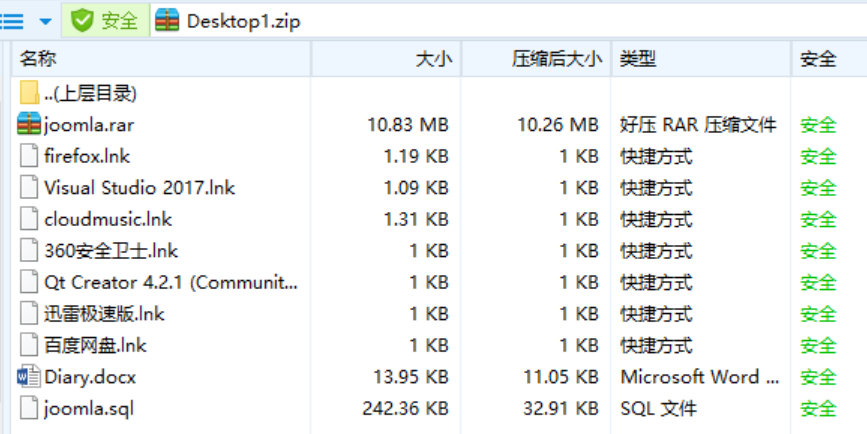 安全 Desktop1.zip
名称 大小 压缩后大小 类型 安全
..(上层目录)
joomla.rar 10.83 MB 10.26 MB 好压 RAR 压缩文件 安全
firefox.lnk 1.19 KB 1 KB 快捷方式 安全
Visual Studio 2017.lnk 1.09 KB 1 KB 快捷方式 安全
cloudmusic.lnk 1.31 KB 1 KB 快捷方式 安全
360安全卫士.lnk 1 KB 1 KB 快捷方式 安全
Qt Creator 4.2.1 (Communit... 1 KB 1 KB 快捷方式 安全
迅雷极速版.lnk 1 KB 1 KB 快捷方式 安全
百度网盘.lnk 1 KB 1 KB 快捷方式 安全
Diary.docx 13.95 KB 11.05 KB Microsoft Word ... 安全
joomla.sql 242.36 KB 32.91 KB SQL 文件 安全